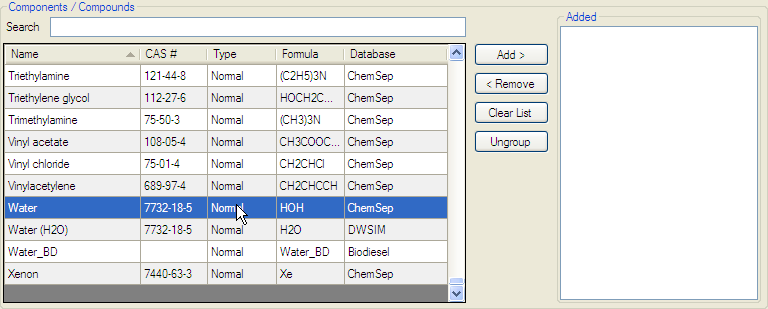 Components / Compounds
Search
Added
Name CAS # Type Formula Database
Triethylamine 121-44-8 Normal (C2H5)3N ChemSep
Triethylene glycol 112-27-6 Normal HOCH2C... ChemSep
Trimethylamine 75-50-3 Normal (CH3)3N ChemSep
Vinyl acetate 108-05-4 Normal CH3COOC... ChemSep
Vinyl chloride 75-01-4 Normal CH2CHCl ChemSep
Vinylacetylene 689-97-4 Normal CH2CHCCH ChemSep
Water 7732-18-5 Normal HOH ChemSep
Water (H2O) 7732-18-5 Normal H2O DWSIM
Water_BD Normal Water_BD Biodiesel
Xenon 7440-63-3 Normal Xe ChemSep
Add >
< Remove
Clear List
Ungroup